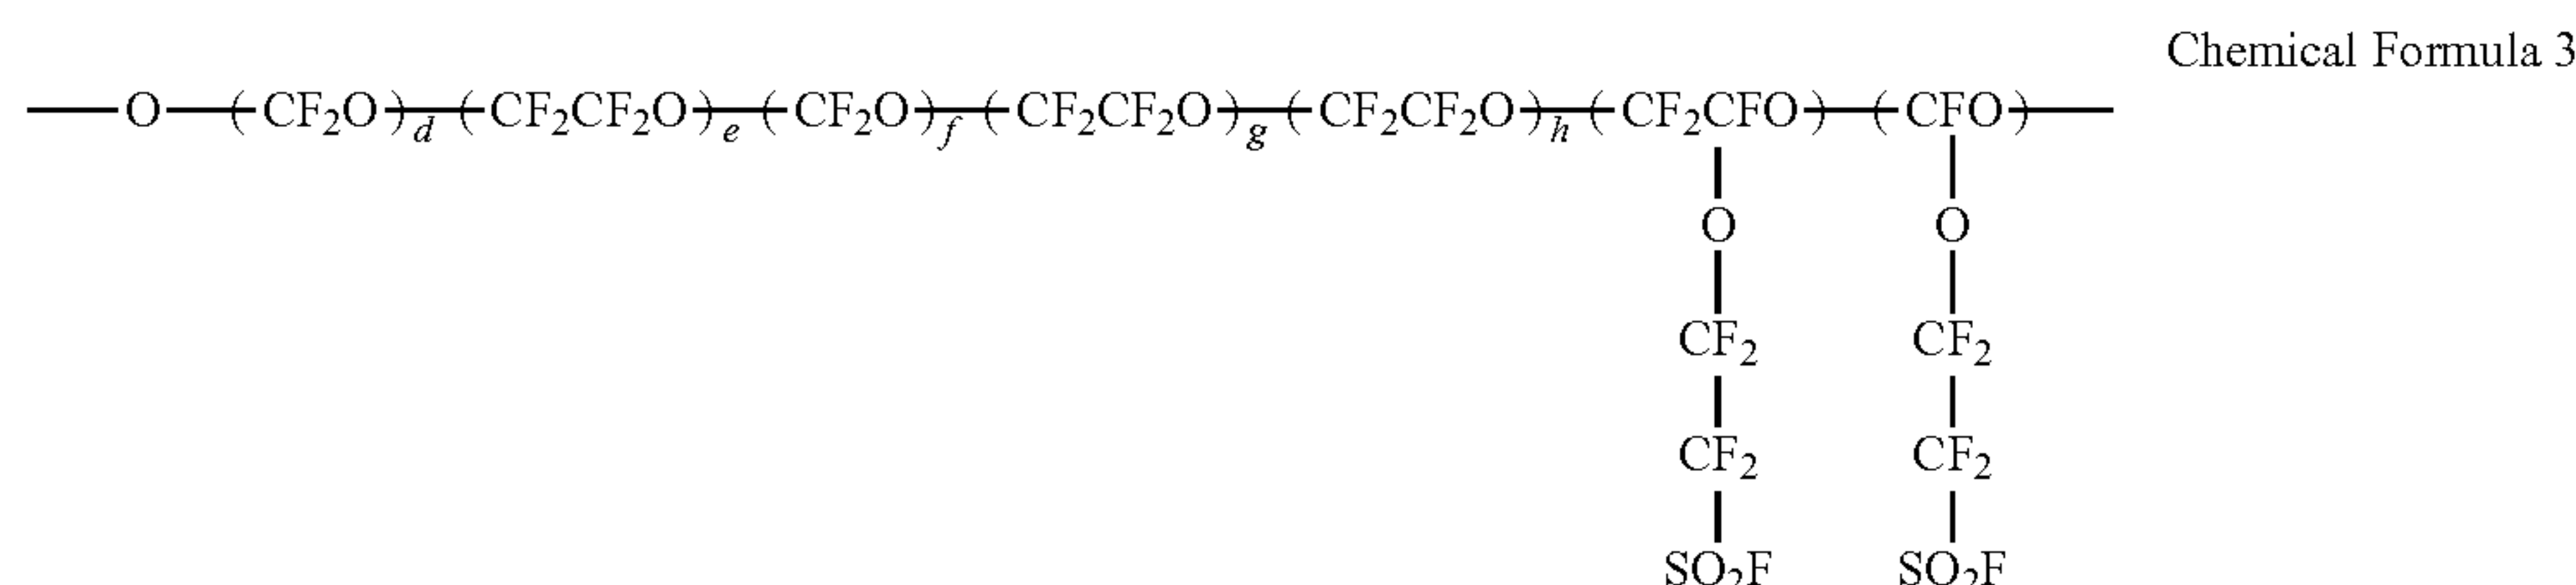 Chemical Formula 3
—O—(CF₂O)d(CF₂CF₂O)e(CF₂O)f(CF₂CF₂O)g(CF₂CF₂O)h(CF₂CFO)—(CFO)—
O O
CF₂ CF₂
CF₂ CF₂
SO₂F SO₂F